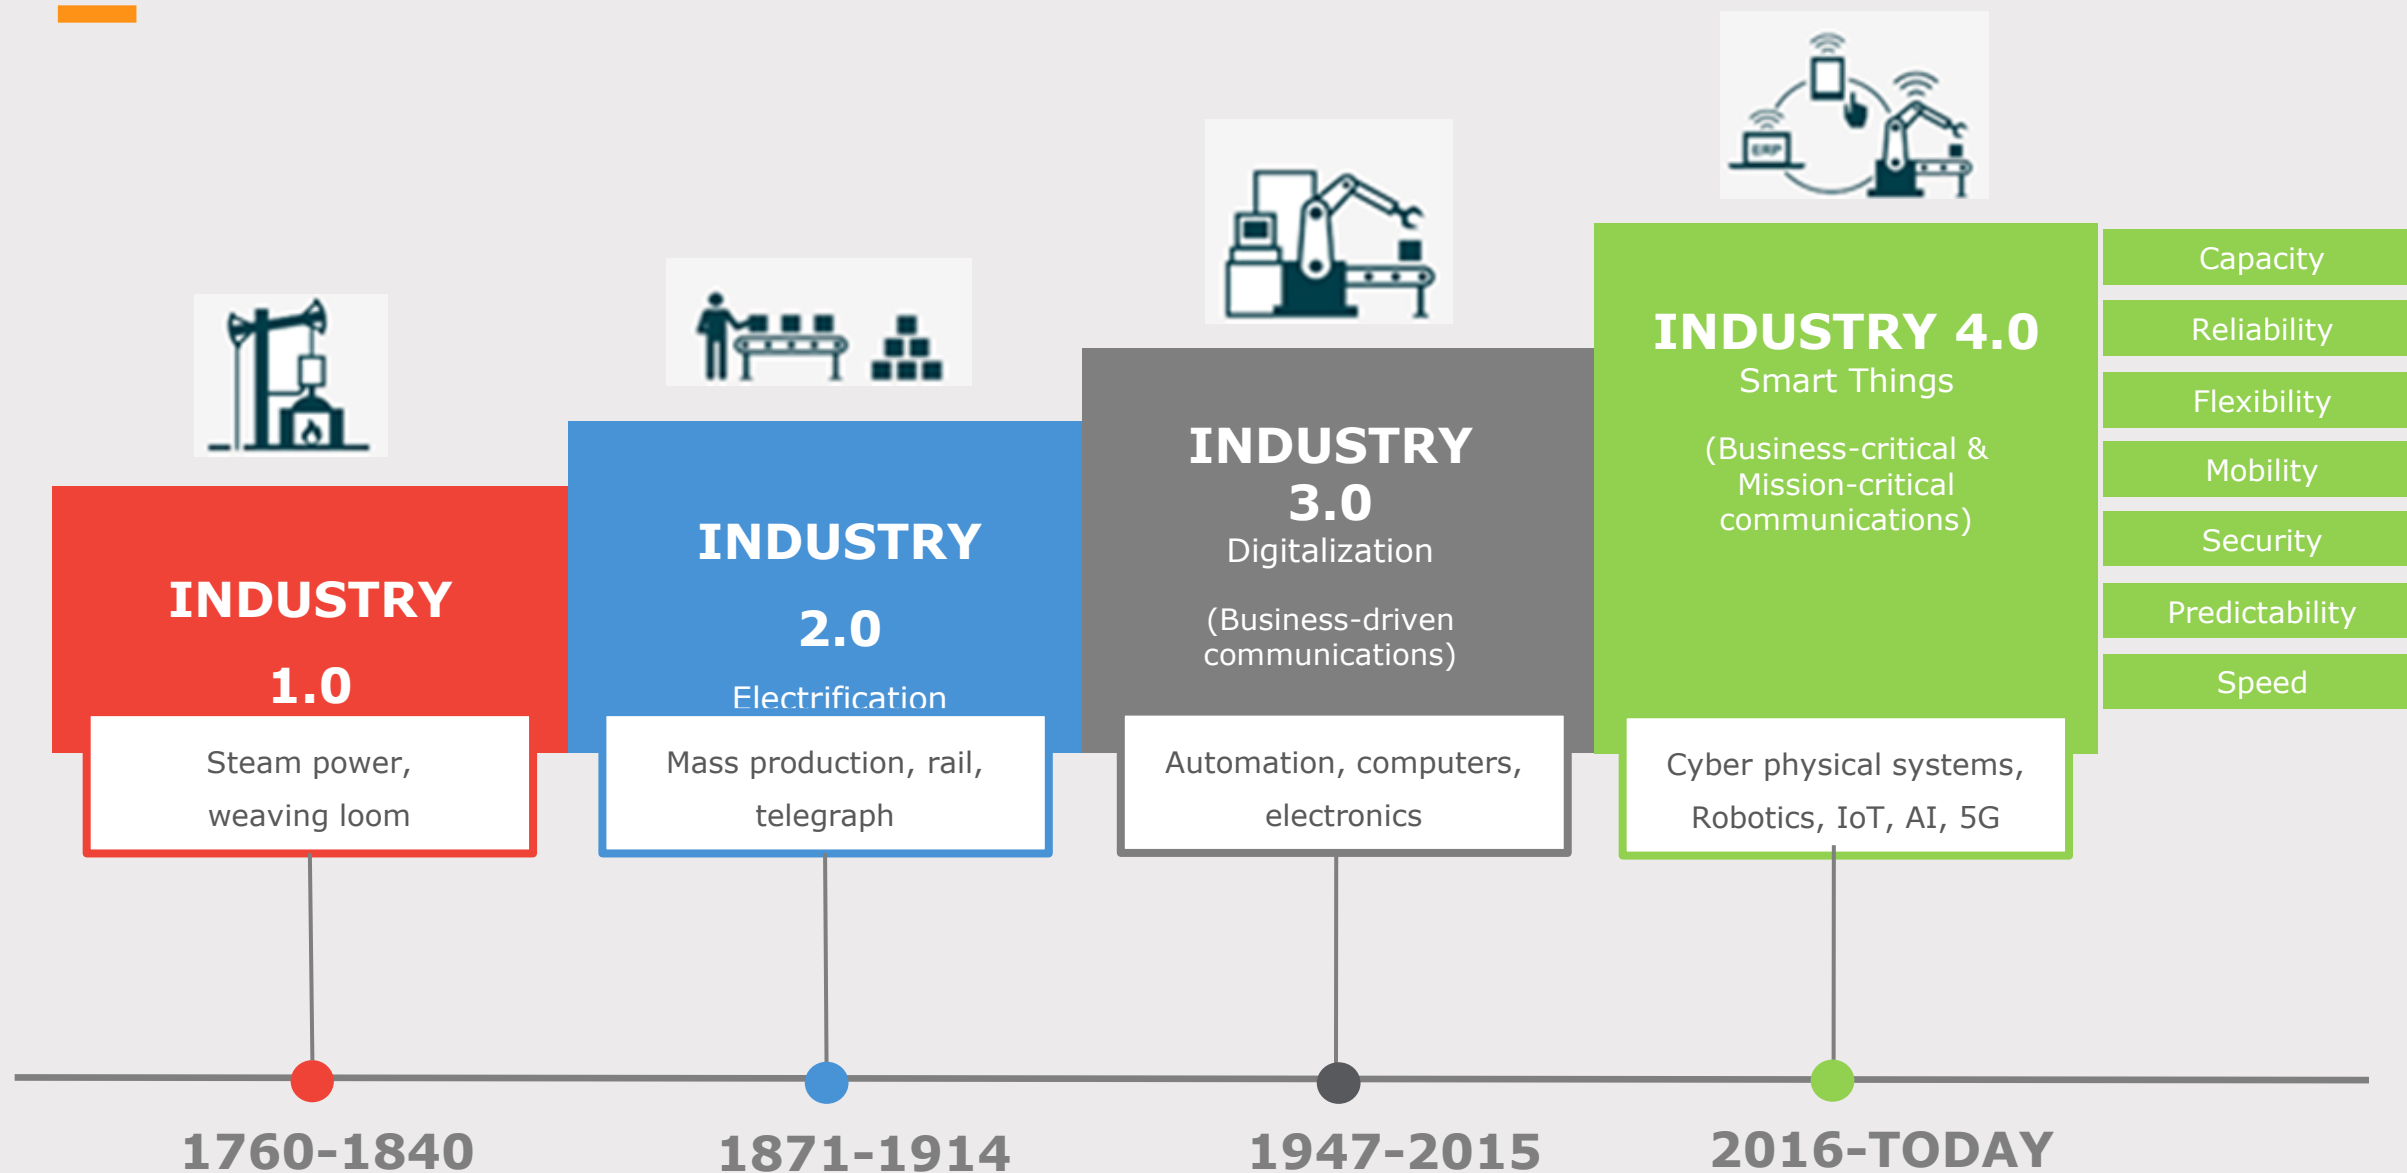 INDUSTRY
1.0
Steam power,
weaving loom
1760-1840
INDUSTRY
2.0
Electrification
Mass production, rail,
telegraph
1871-1914
INDUSTRY
3.0
Digitalization
(Business-driven
communications)
Automation, computers,
electronics
1947-2015
ERP
INDUSTRY 4.0
Smart Things
(Business-critical &
Mission-critical
communications)
Cyber physical systems,
Robotics, IoT, AI, 5G
2016-TODAY
Capacity
Reliability
Flexibility
Mobility
Security
Predictability
Speed